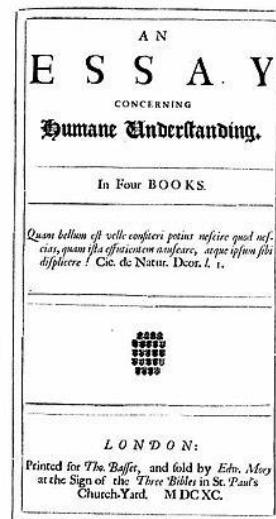 AN
ESSAY
CONCERNING
Humane Understanding.
In Four BOOKS.
Quam bellum est velle confiteri potius nescire quod nes-
cias, quam ista effutientem nauseare, atque ipsum sibi
displicere! Cic. de Natur. Deor. l. 1.
LONDON:
Printed for Tho. Basset, and sold by Edw. Mory
at the Sign of the Three Bibles in St. Paul's
Church-Yard. MDCXC.